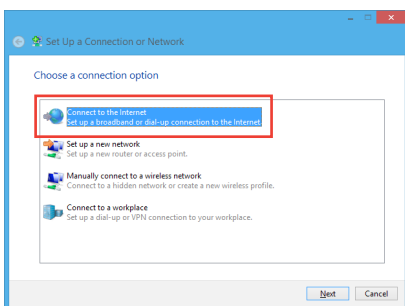 Set Up a Connection or Network
Choose a connection option
Connect to the Internet
Set up a broadband or dial-up connection to the Internet.
Set up a new network
Set up a new router or access point.
Manually connect to a wireless network
Connect to a hidden network or create a new wireless profile.
Connect to a workplace
Set up a dial-up or VPN connection to your workplace.
Next Cancel